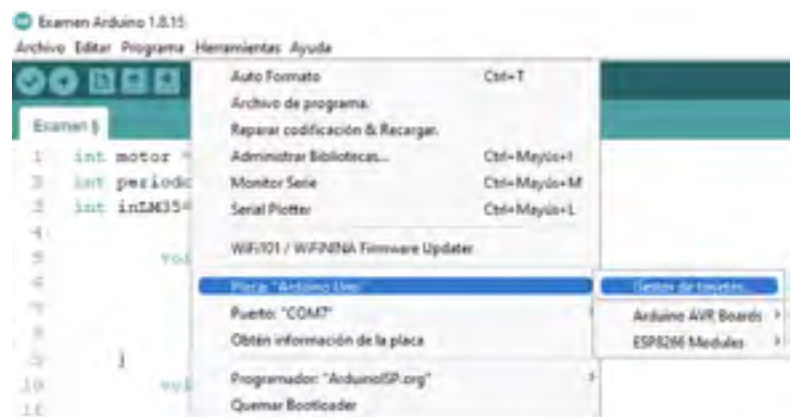 Examen Arduino 1.8.15
Archivo Editar Programa Herramientas Ayuda
Examen §
Auto Formato Ctrl+T
Archivo de programa.
Reparar codificación & Recargar.
Administrar Bibliotecas... Ctrl+Mayús+I
Monitor Serie Ctrl+Mayús+M
Serial Plotter Ctrl+Mayús+L
WiFi101 / WiFiNINA Firmware Updater
Placa: "Arduino Uno"
Puerto: "COM7"
Obtén información de la placa
Programador: "ArduinoISP.org"
Quemar Bootloader
Gestor de tarjetas...
Arduino AVR Boards
ESP8266 Modules
1 int motor =
2 int periodo
3 int inLM35=
4
5
6
7
8
9 }
10
11